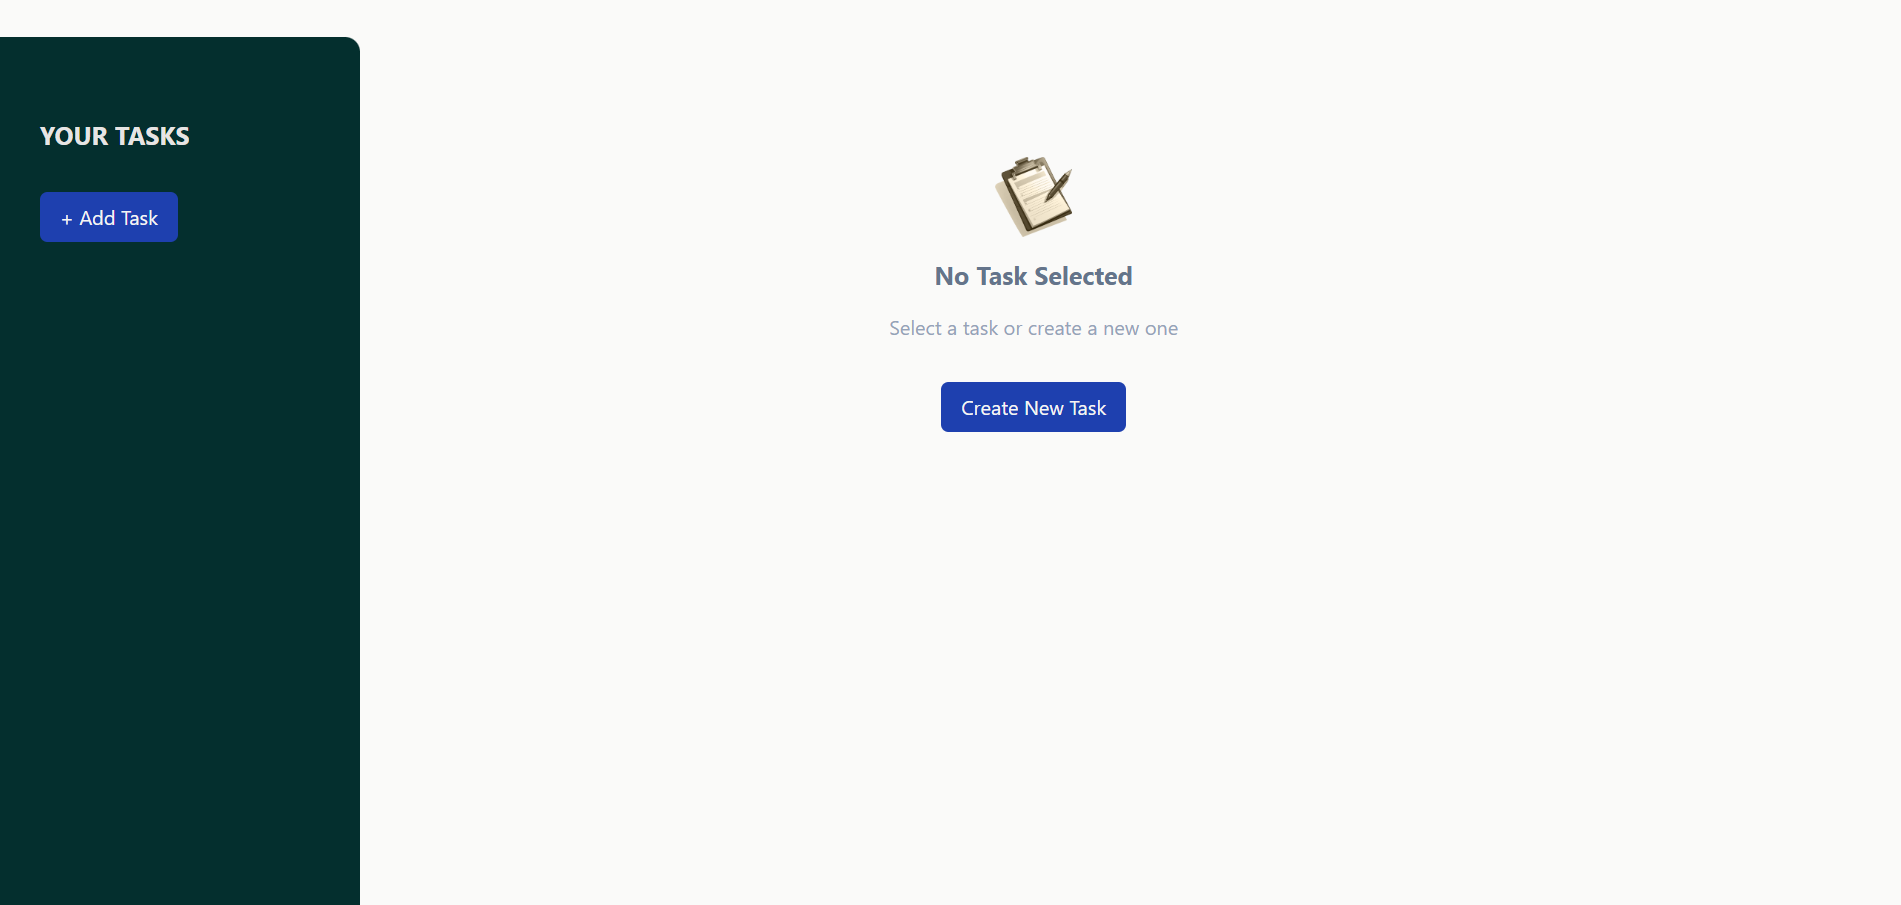 YOUR TASKS
+ Add Task
No Task Selected
Select a task or create a new one
Create New Task